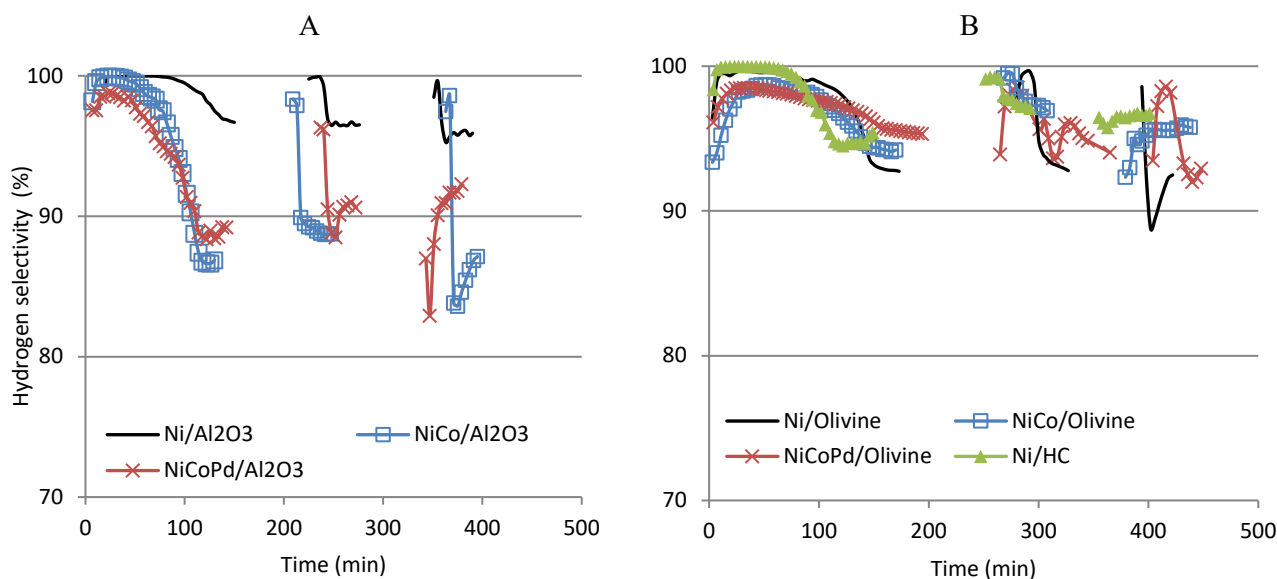 A
Hydrogen selectivity (%)
100
90
80
70
0
100
200
300
400
500
Time (min)
Ni/Al2O3
NiCo/Al2O3
NiCoPd/Al2O3
B
100
90
80
70
0
100
200
300
400
500
Time (min)
Ni/Olivine
NiCo/Olivine
NiCoPd/Olivine
Ni/HC